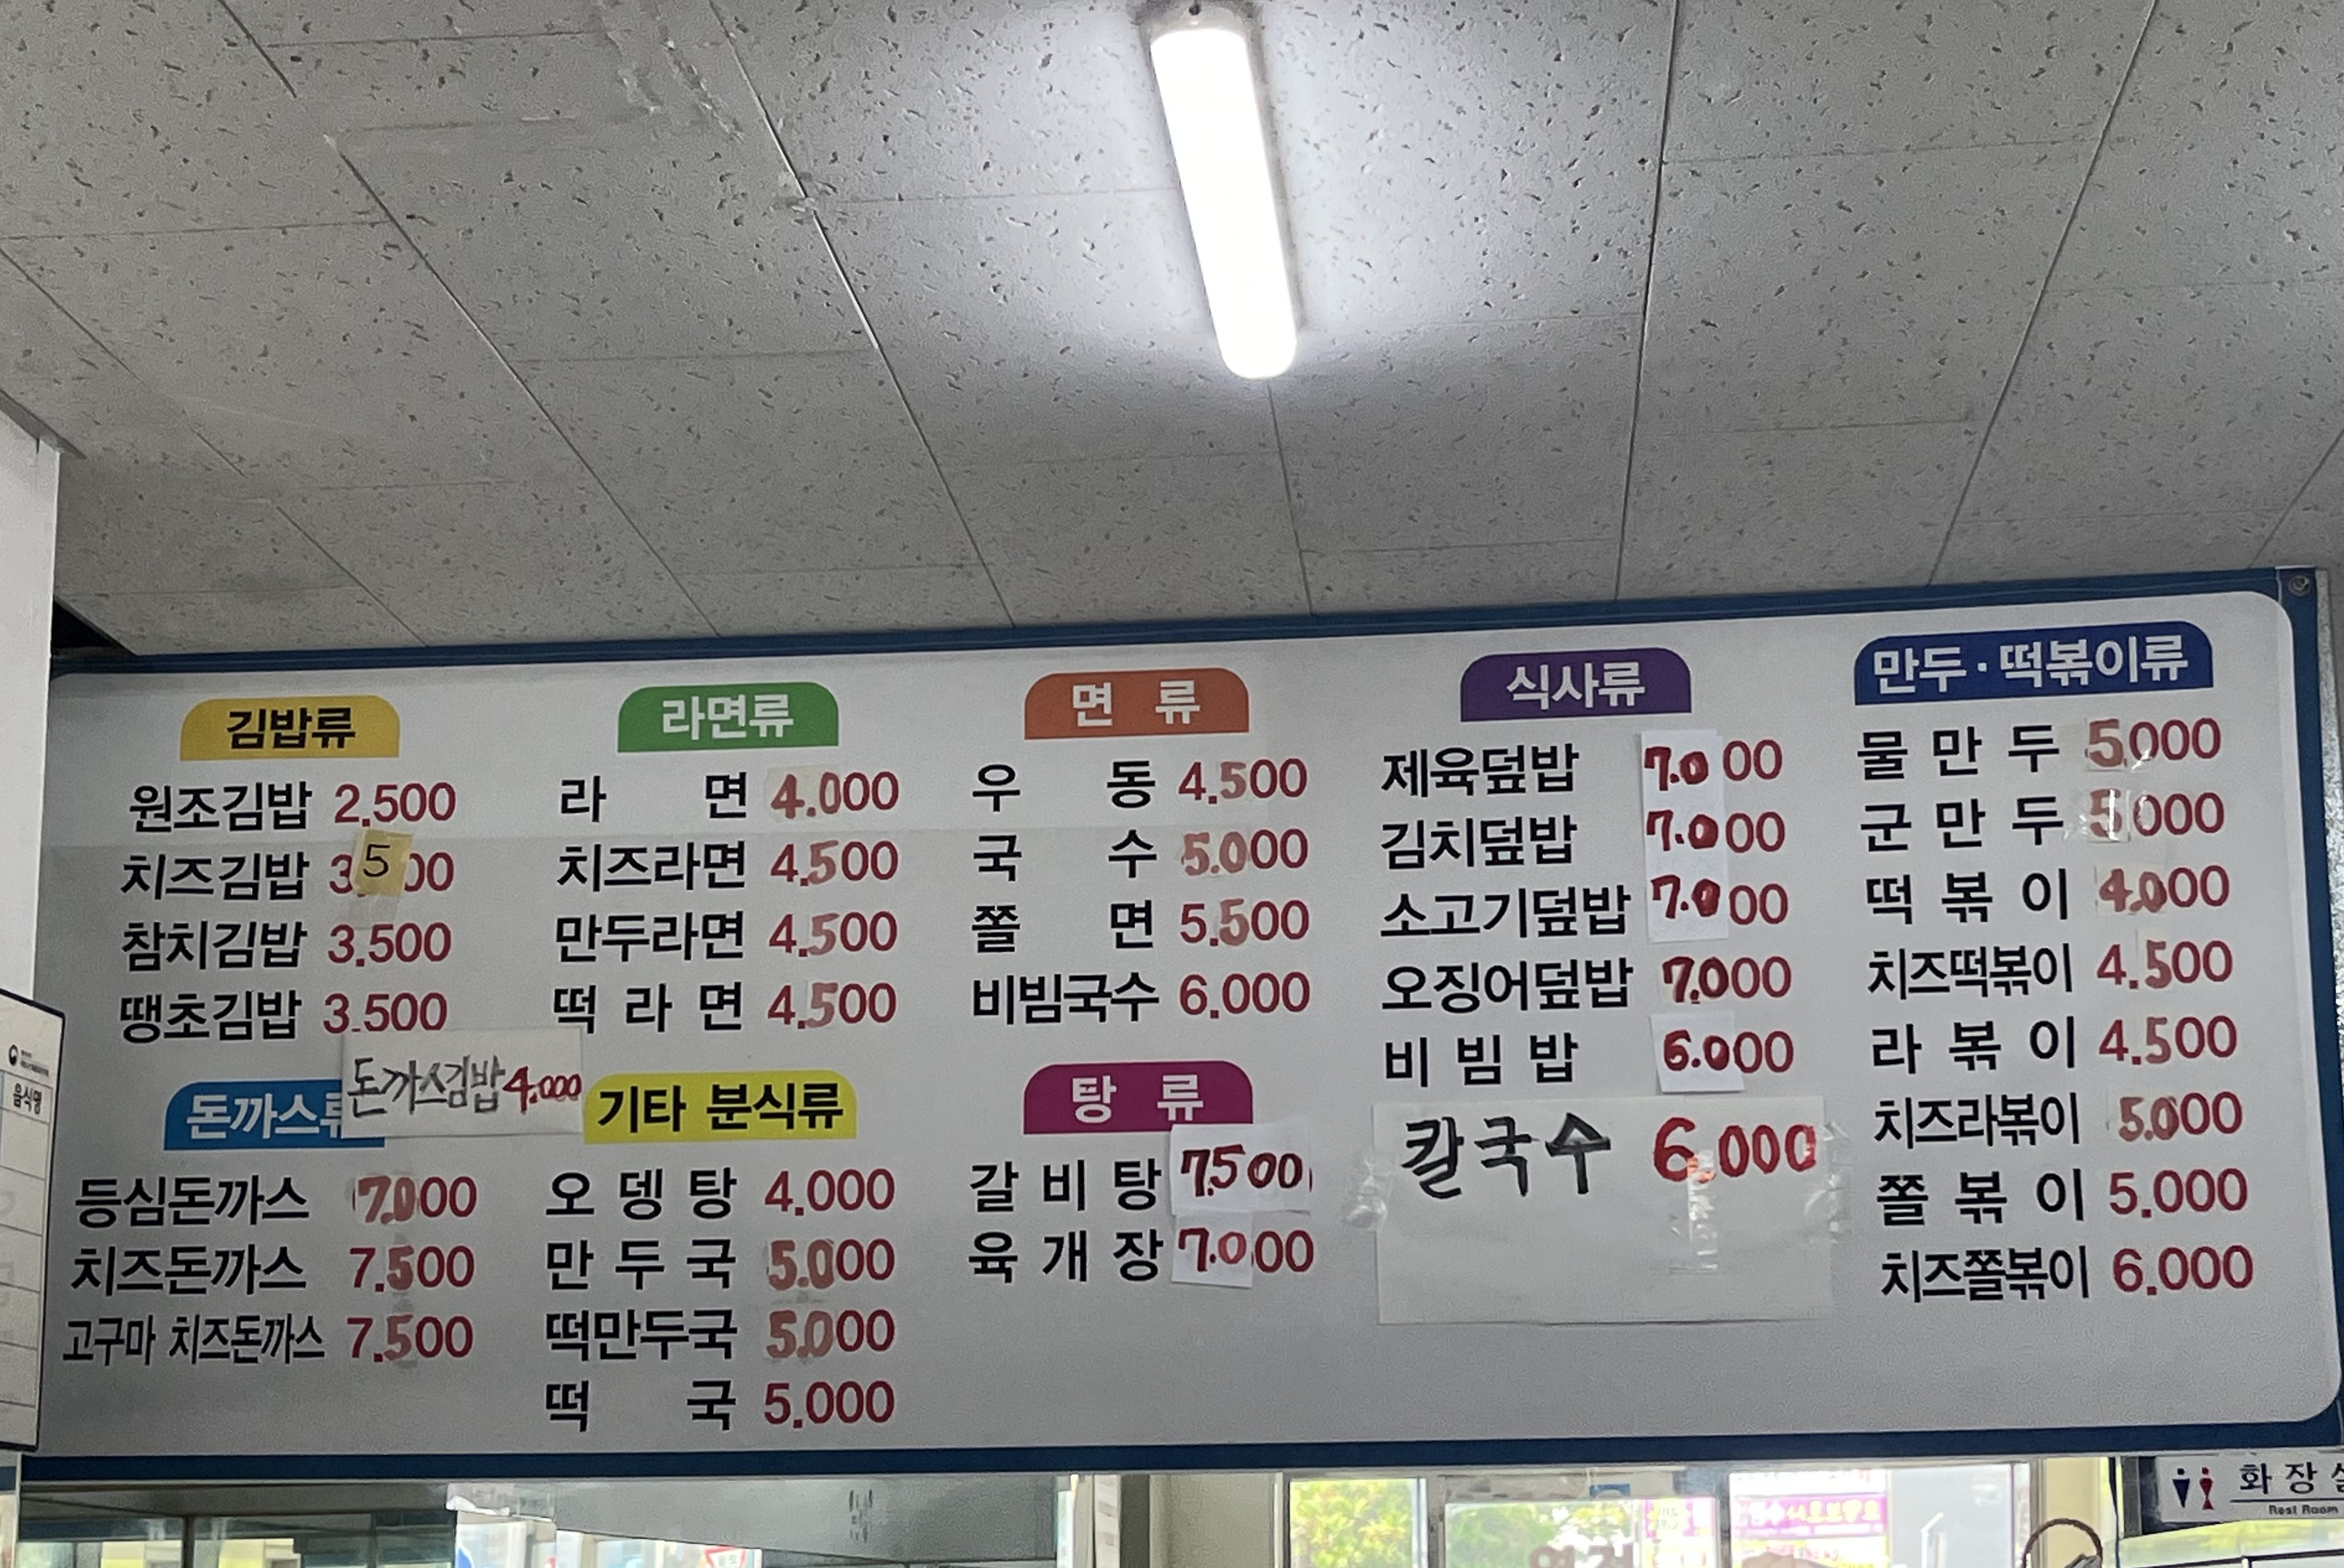 김밥류
원조김밥 2.500
치즈김밥 3.500
참치김밥 3.500
땡초김밥 3.500
돈까스김밥 4.000
돈까스류
등심돈까스 7.000
치즈돈까스 7.500
고구마 치즈돈까스 7.500
라면류
라면 4.000
치즈라면 4.500
만두라면 4.500
떡라면 4.500
기타 분식류
오뎅탕 4.000
만두국 5.000
떡만두국 5.000
떡국 5.000
면류
우동 4.500
국수 5.000
쫄면 5.500
비빔국수 6.000
탕류
갈비탕 7.500
육개장 7.000
식사류
제육덮밥 7.000
김치덮밥 7.000
소고기덮밥 7.000
오징어덮밥 7.000
비빔밥 6.000
칼국수 6.000
만두·떡볶이류
물만두 5.000
군만두 5.000
떡볶이 4.000
치즈떡볶이 4.500
라볶이 4.500
치즈라볶이 5.000
쫄볶이 5.000
치즈쫄볶이 6.000
음식명
화장실
Rest Room